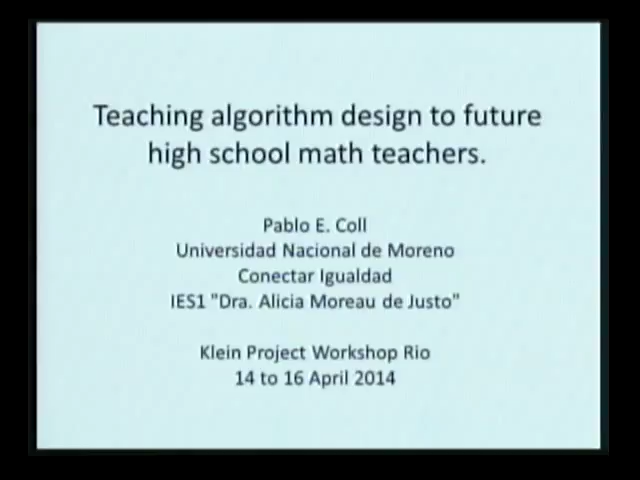 Teaching algorithm design to future
high school math teachers.
Pablo E. Coll
Universidad Nacional de Moreno
Conectar Igualdad
IES1 "Dra. Alicia Moreau de Justo"
Klein Project Workshop Rio
14 to 16 April 2014